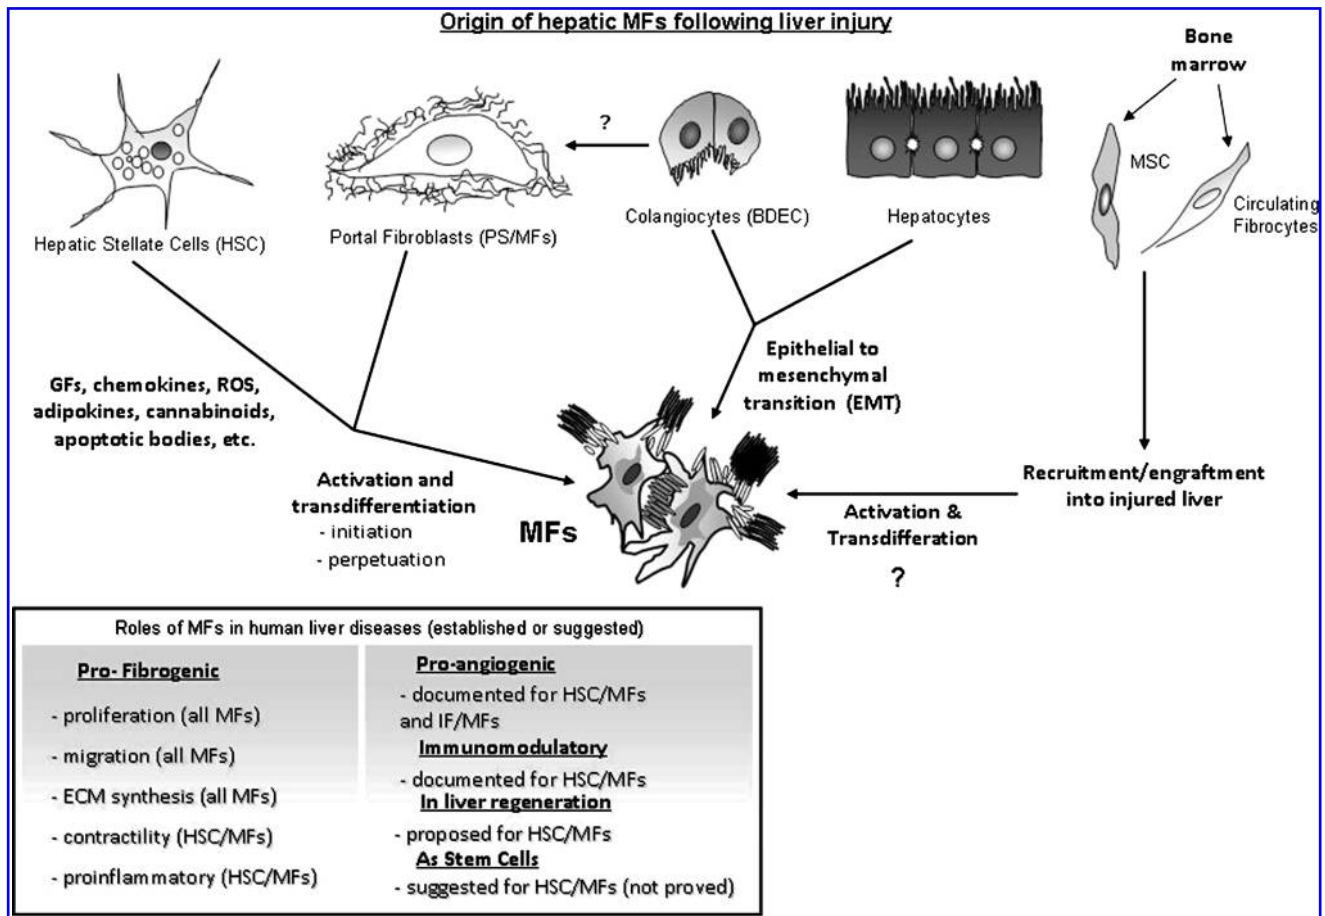 Origin of hepatic MFs following liver injury
Bone
marrow
?
MSC
Circulating
Fibrocytes
Hepatic Stellate Cells (HSC)
Portal Fibroblasts (PS/MFs)
Colangiocytes (BDEC)
Hepatocytes
GFs, chemokines, ROS,
adipokines, cannabinoids,
apoptotic bodies, etc.
Epithelial to
mesenchymal
transition (EMT)
Activation and
transdifferentiation
- initiation
- perpetuation
MFs
Recruitment/engraftment
into injured liver
Activation &
Transdifferation
?
Roles of MFs in human liver diseases (established or suggested)
Pro- Fibrogenic
- proliferation (all MFs)
- migration (all MFs)
- ECM synthesis (all MFs)
- contractility (HSC/MFs)
- proinflammatory (HSC/MFs)
Pro-angiogenic
- documented for HSC/MFs
and IF/MFs
Immunomodulatory
- documented for HSC/MFs
In liver regeneration
- proposed for HSC/MFs
As Stem Cells
- suggested for HSC/MFs (not proved)